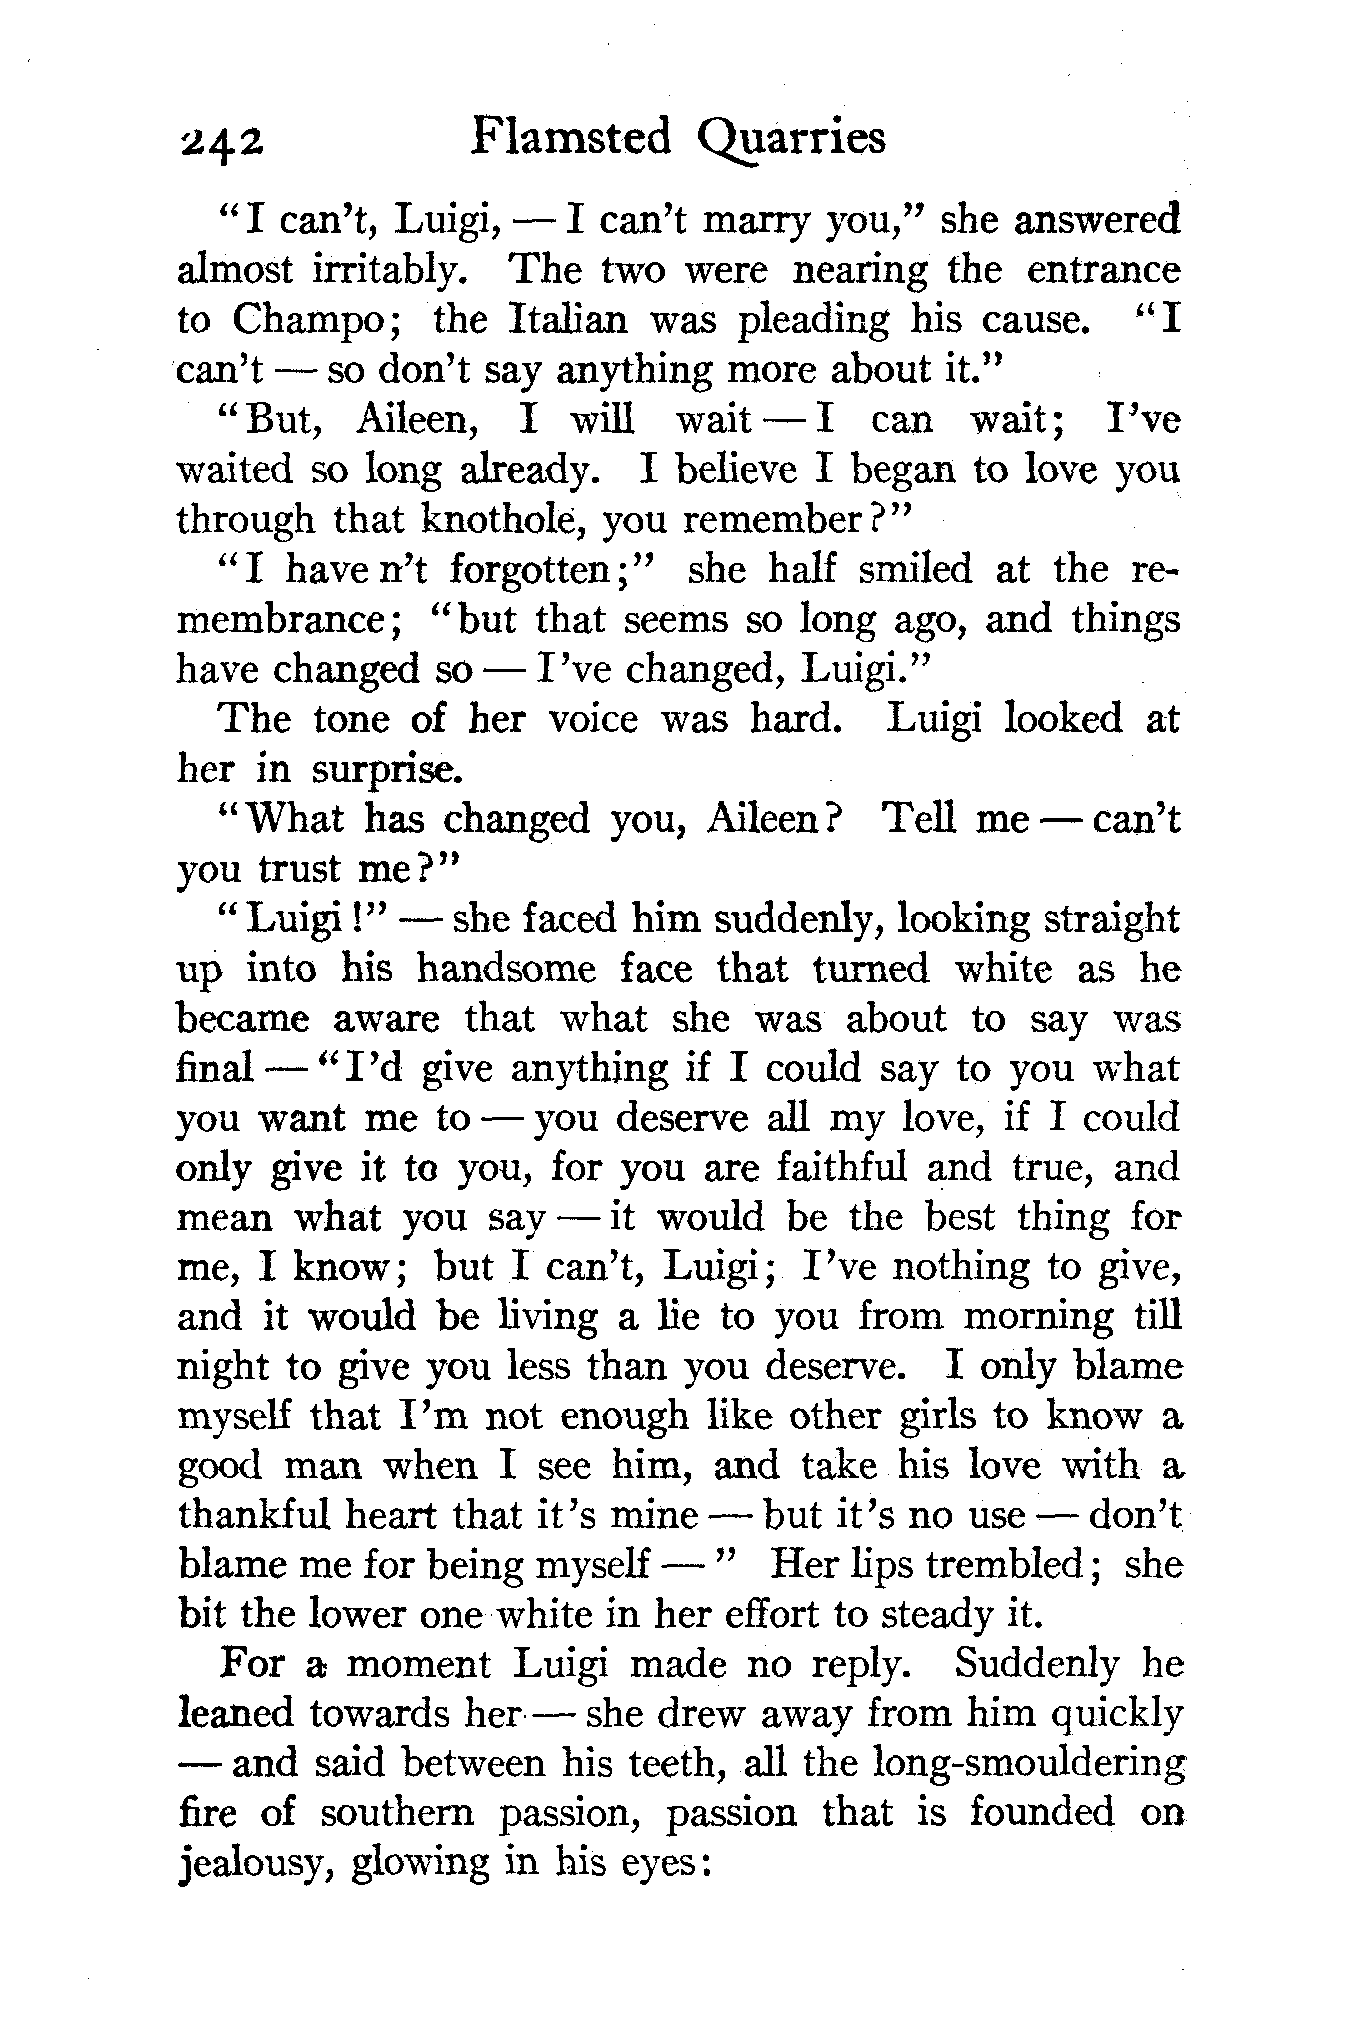 242 Flamsted Quarries
"I can't, Luigi, — I can't marry you," she answered
almost irritably. The two were nearing the entrance
to Champo; the Italian was pleading his cause. "I
can't — so don't say anything more about it."
"But, Aileen, I will wait — I can wait; I've
waited so long already. I believe I began to love you
through that knothole, you remember?"
"I have n't forgotten;" she half smiled at the re-
membrance; "but that seems so long ago, and things
have changed so — I've changed, Luigi."
The tone of her voice was hard. Luigi looked at
her in surprise.
"What has changed you, Aileen? Tell me — can't
you trust me?"
"Luigi!" — she faced him suddenly, looking straight
up into his handsome face that turned white as he
became aware that what she was about to say was
final — "I'd give anything if I could say to you what
you want me to — you deserve all my love, if I could
only give it to you, for you are faithful and true, and
mean what you say — it would be the best thing for
me, I know; but I can't, Luigi; I've nothing to give,
and it would be living a lie to you from morning till
night to give you less than you deserve. I only blame
myself that I'm not enough like other girls to know a
good man when I see him, and take his love with a
thankful heart that it's mine — but it's no use — don't
blame me for being myself — " Her lips trembled; she
bit the lower one white in her effort to steady it.
For a moment Luigi made no reply. Suddenly he
leaned towards her — she drew away from him quickly
— and said between his teeth, all the long-smouldering
fire of southern passion, passion that is founded on
jealousy, glowing in his eyes: